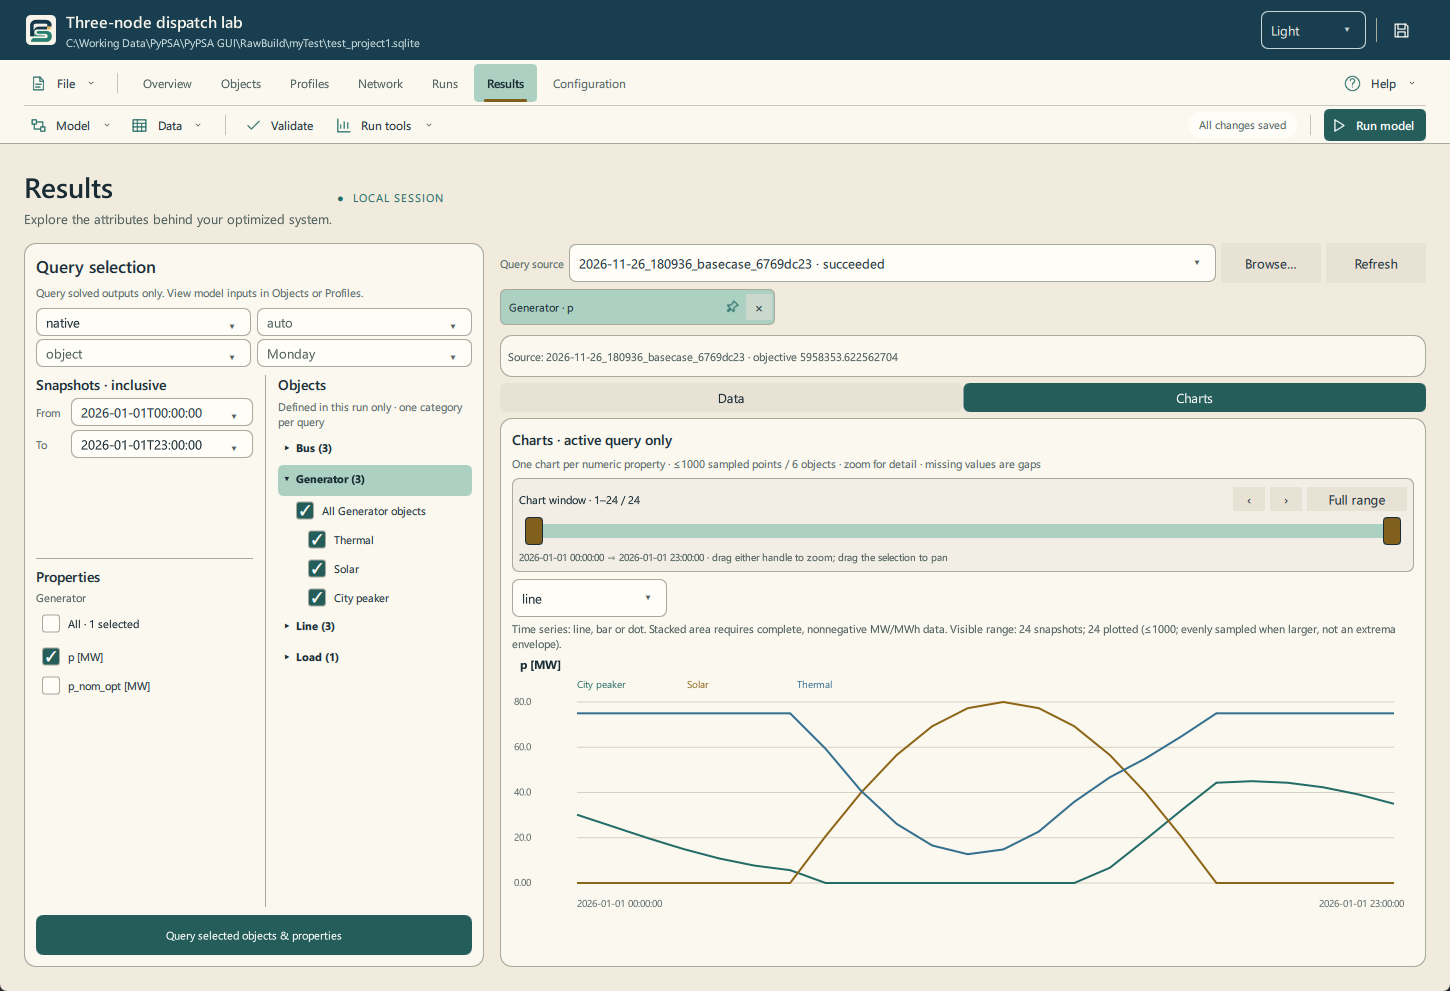 Three-node dispatch lab
C:\Working Data\PyPSA\PyPSA GUI\RawBuild\myTest\test_project1.sqlite
Light
File
Overview
Objects
Profiles
Network
Runs
Results
Configuration
Help
Model
Data
Validate
Run tools
All changes saved
Run model
Results
LOCAL SESSION
Explore the attributes behind your optimized system.
Query selection
Query solved outputs only. View model inputs in Objects or Profiles.
native
auto
object
Monday
Snapshots · inclusive
From
2026-01-01T00:00:00
To
2026-01-01T23:00:00
Properties
Generator
All · 1 selected
p [MW]
p_nom_opt [MW]
Objects
Defined in this run only · one category
per query
Bus (3)
Generator (3)
All Generator objects
Thermal
Solar
City peaker
Line (3)
Load (1)
Query selected objects & properties
Query source
2026-11-26_180936_basecase_6769dc23 · succeeded
Browse...
Refresh
Generator · p
×
Source: 2026-11-26_180936_basecase_6769dc23 · objective 5958353.622562704
Data
Charts
Charts · active query only
One chart per numeric property · ≤1000 sampled points / 6 objects · zoom for detail · missing values are gaps
Chart window · 1–24 / 24
‹
›
Full range
2026-01-01 00:00:00 → 2026-01-01 23:00:00 · drag either handle to zoom; drag the selection to pan
line
Time series: line, bar or dot. Stacked area requires complete, nonnegative MW/MWh data. Visible range: 24 snapshots; 24 plotted (≤1000; evenly sampled when larger, not an extrema
envelope).
p [MW]
City peaker
Solar
Thermal
80.0
60.0
40.0
20.0
0.00
2026-01-01 00:00:00
2026-01-01 23:00:00